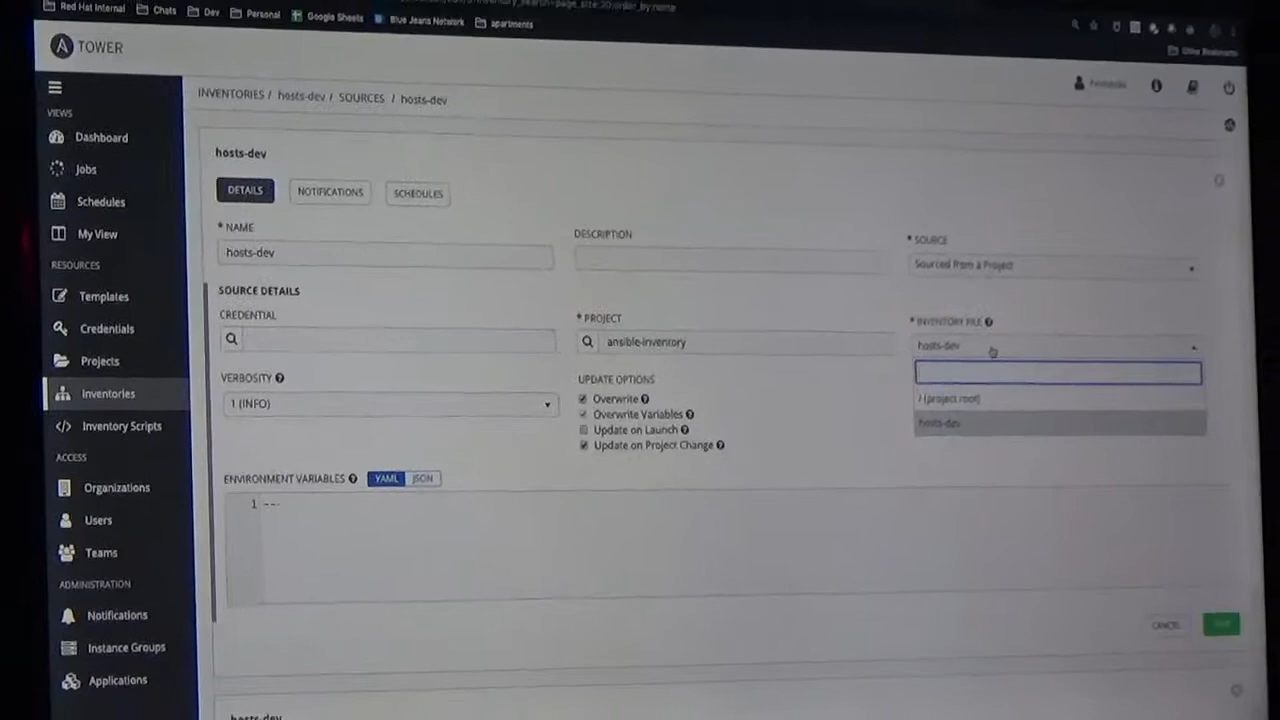 Red Hat Internal Chats Dev Personal Google Sheets Blue Jeans Network apartments
Other Bookmarks
A TOWER
VIEWS
Dashboard
Jobs
Schedules
My View
RESOURCES
Templates
Credentials
Projects
Inventories
Inventory Scripts
ACCESS
Organizations
Users
Teams
ADMINISTRATION
Notifications
Instance Groups
Applications
INVENTORIES / hosts-dev / SOURCES / hosts-dev
hosts-dev
DETAILS NOTIFICATIONS SCHEDULES
* NAME DESCRIPTION * SOURCE
hosts-dev Sourced from a Project
SOURCE DETAILS
CREDENTIAL * PROJECT * INVENTORY FILE
ansible-inventory hosts-dev
VERBOSITY UPDATE OPTIONS
1 (INFO) Overwrite / (project root)
Overwrite Variables hosts-dev
Update on Launch
Update on Project Change
ENVIRONMENT VARIABLES YAML JSON
1 ---
CANCEL SAVE
hosts-dev